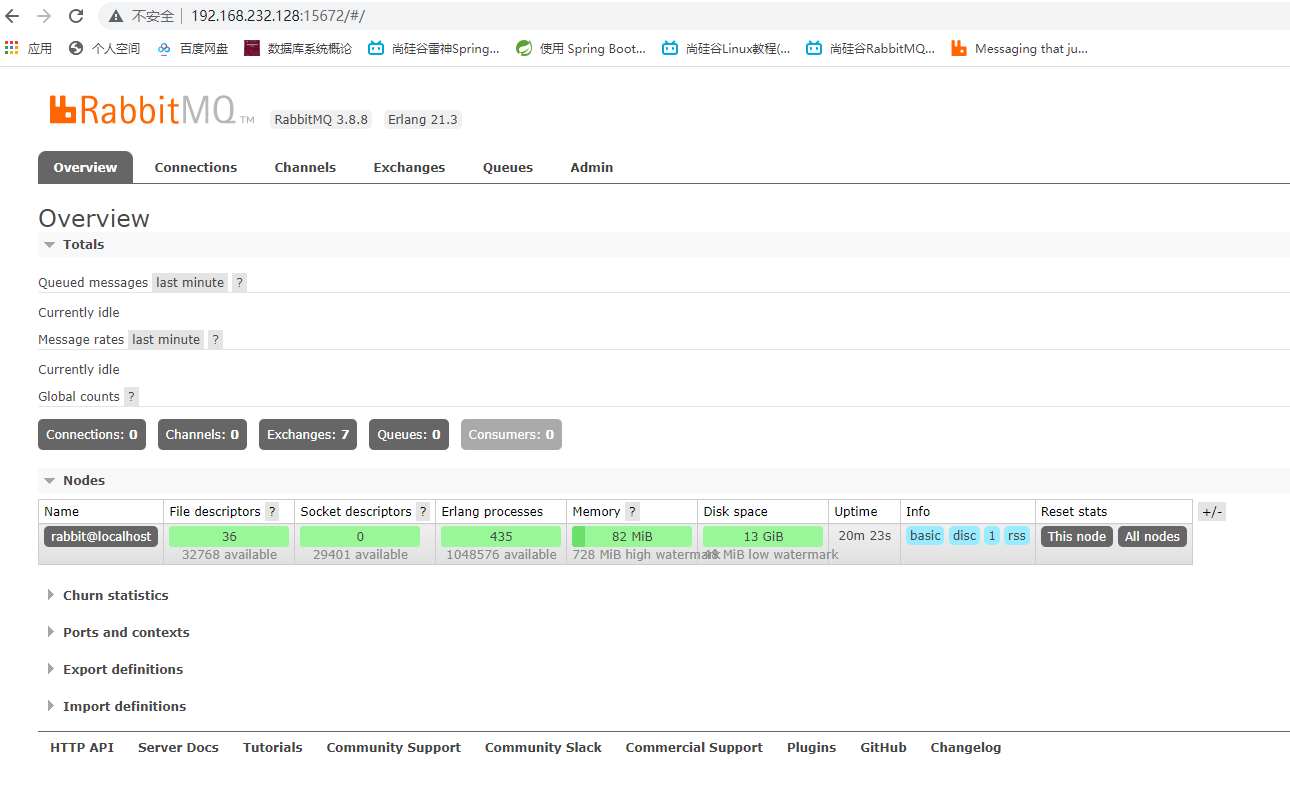 不安全 192.168.232.128:15672/#/
应用 个人空间 百度网盘 数据库系统概论 尚硅谷雷神Spring... 使用 Spring Boot... 尚硅谷Linux教程(... 尚硅谷RabbitMQ... Messaging that ju...
RabbitMQ TM RabbitMQ 3.8.8 Erlang 21.3
Overview Connections Channels Exchanges Queues Admin
Overview
Totals
Queued messages last minute ?
Currently idle
Message rates last minute ?
Currently idle
Global counts ?
Connections: 0 Channels: 0 Exchanges: 7 Queues: 0 Consumers: 0
Nodes
Name File descriptors ? Socket descriptors ? Erlang processes Memory ? Disk space Uptime Info Reset stats +/-
rabbit@localhost 36 0 435 82 MiB 13 GiB 20m 23s basic disc 1 rss This node All nodes
32768 available 29401 available 1048576 available 728 MiB high watermark 48 MiB low watermark
Churn statistics
Ports and contexts
Export definitions
Import definitions
HTTP API Server Docs Tutorials Community Support Community Slack Commercial Support Plugins GitHub Changelog